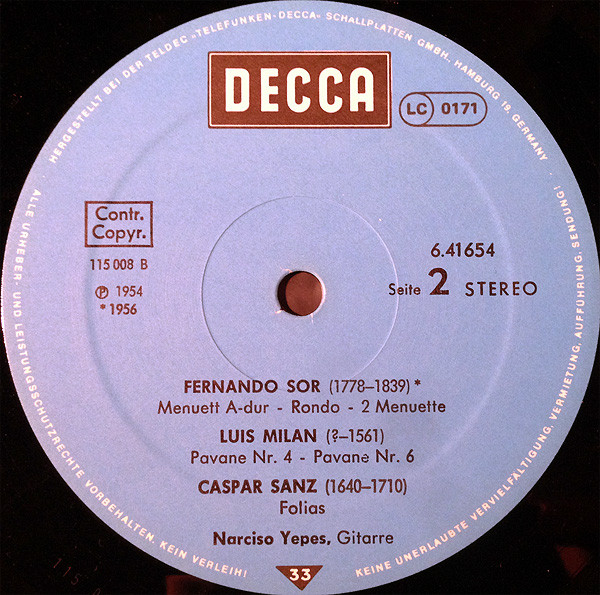 HERGESTELLT BEI DER TELDEC »TELEFUNKEN-DECCA« SCHALLPLATTEN GMBH. HAMBURG 19, GERMANY
DECCA
LC 0171
Contr.
Copyr.
115 008 B
Ⓟ 1954
* 1956
6.41654
Seite 2 STEREO
FERNANDO SOR (1778–1839) *
Menuett A-dur - Rondo - 2 Menuette
LUIS MILAN (?–1561)
Pavane Nr. 4 - Pavane Nr. 6
CASPAR SANZ (1640–1710)
Folias
Narciso Yepes, Gitarre
33
ALLE URHEBER- UND LEISTUNGSSCHUTZRECHTE VORBEHALTEN. KEIN VERLEIH!
KEINE UNERLAUBTE VERVIELFÄLTIGUNG, VERMIETUNG, AUFFÜHRUNG, SENDUNG!